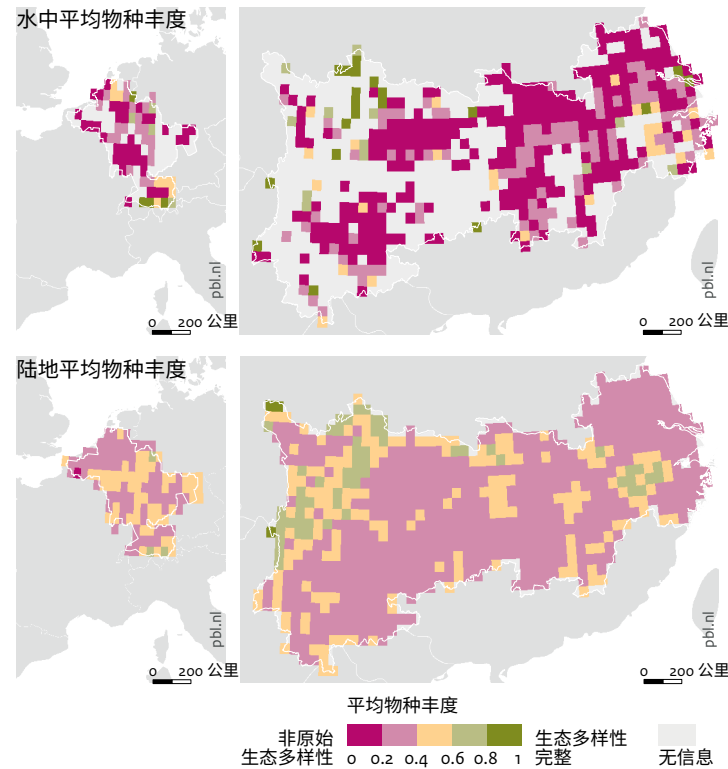 水中平均物种丰度
pbl.nl
pbl.nl
0 200 公里
0 200 公里
陆地平均物种丰度
pbl.nl
pbl.nl
0 200 公里
0 200 公里
平均物种丰度
非原始
生态多样性
0 0.2 0.4 0.6 0.8 1
生态多样性
完整
无信息